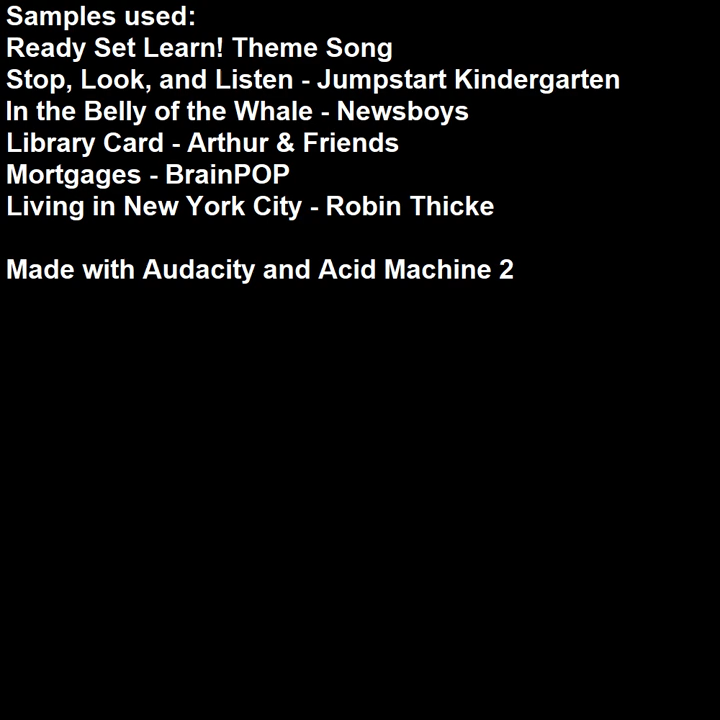 Samples used:
Ready Set Learn! Theme Song
Stop, Look, and Listen - Jumpstart Kindergarten
In the Belly of the Whale - Newsboys
Library Card - Arthur & Friends
Mortgages - BrainPOP
Living in New York City - Robin Thicke
Made with Audacity and Acid Machine 2